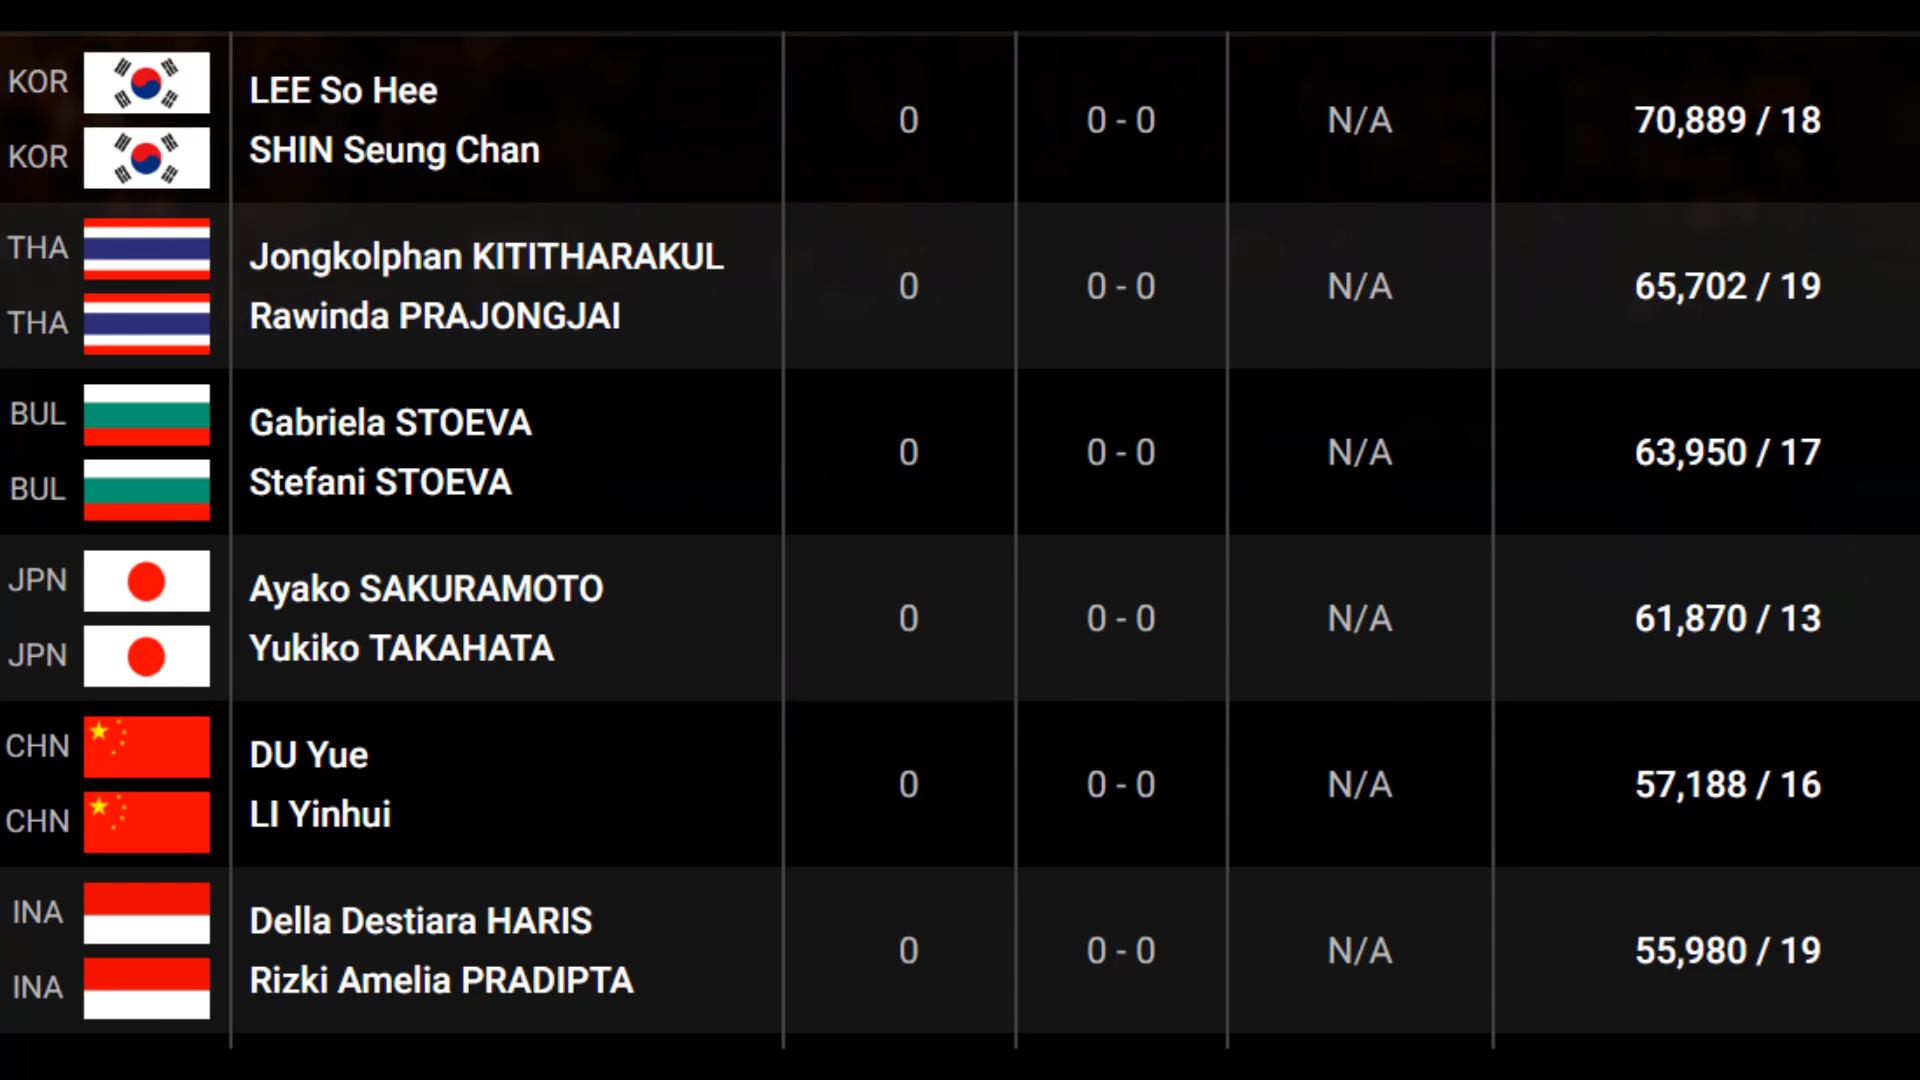 KOR
KOR
LEE So Hee
SHIN Seung Chan
0
0 - 0
N/A
70,889 / 18
THA
THA
Jongkolphan KITITHARAKUL
Rawinda PRAJONGJAI
0
0 - 0
N/A
65,702 / 19
BUL
BUL
Gabriela STOEVA
Stefani STOEVA
0
0 - 0
N/A
63,950 / 17
JPN
JPN
Ayako SAKURAMOTO
Yukiko TAKAHATA
0
0 - 0
N/A
61,870 / 13
CHN
CHN
DU Yue
LI Yinhui
0
0 - 0
N/A
57,188 / 16
INA
INA
Della Destiara HARIS
Rizki Amelia PRADIPTA
0
0 - 0
N/A
55,980 / 19